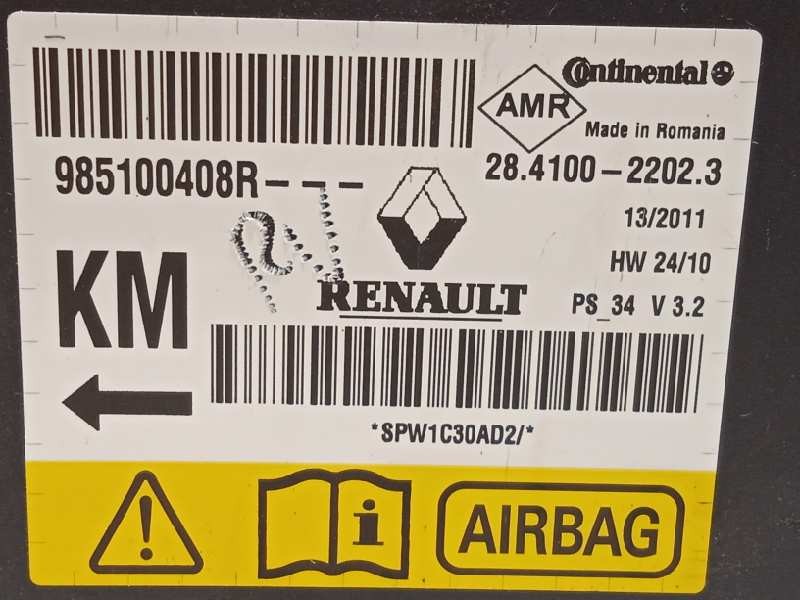 Continental
AMR
Made in Romania
985100408R----
28.4100-2202.3
13/2011
KM
HW 24/10
RENAULT
PS_34 V 3.2
*SPW1C30AD2/*
i
AIRBAG